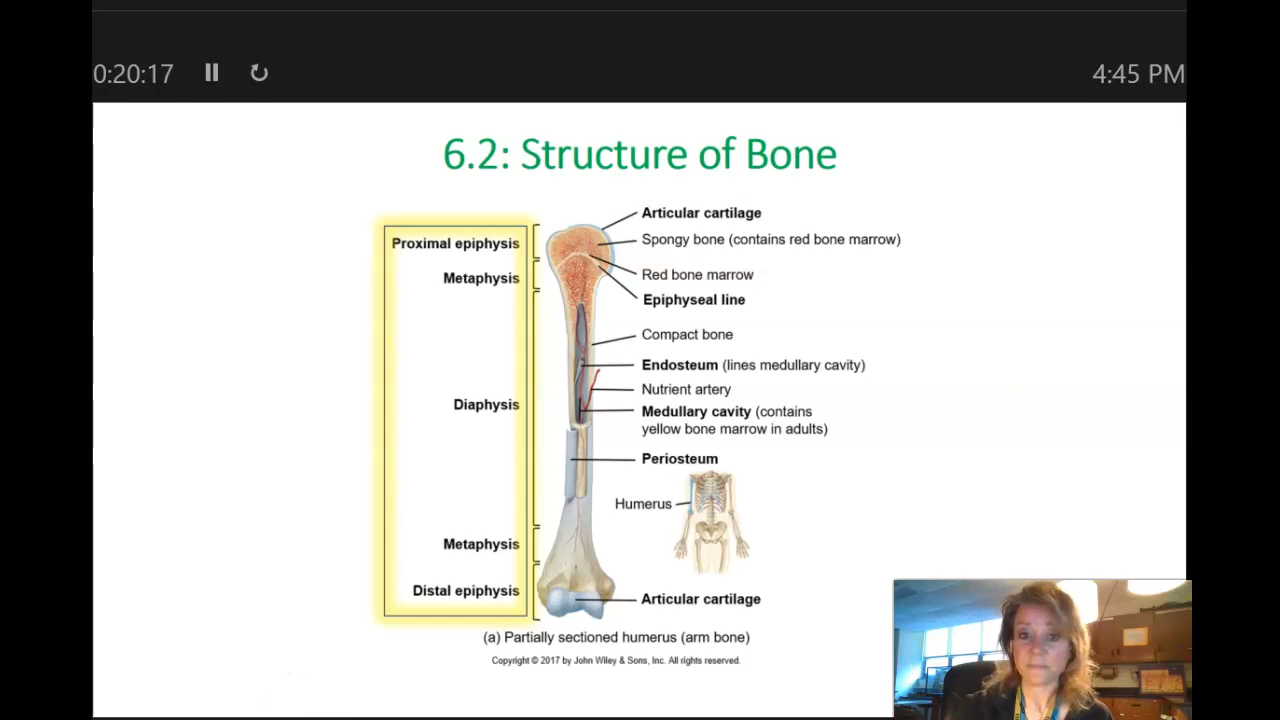 0:20:17
4:45 PM
6.2: Structure of Bone
Proximal epiphysis
Metaphysis
Diaphysis
Metaphysis
Distal epiphysis
Articular cartilage
Spongy bone (contains red bone marrow)
Red bone marrow
Epiphyseal line
Compact bone
Endosteum (lines medullary cavity)
Nutrient artery
Medullary cavity (contains
yellow bone marrow in adults)
Periosteum
Humerus
Articular cartilage
(a) Partially sectioned humerus (arm bone)
Copyright © 2017 by John Wiley & Sons, Inc. All rights reserved.